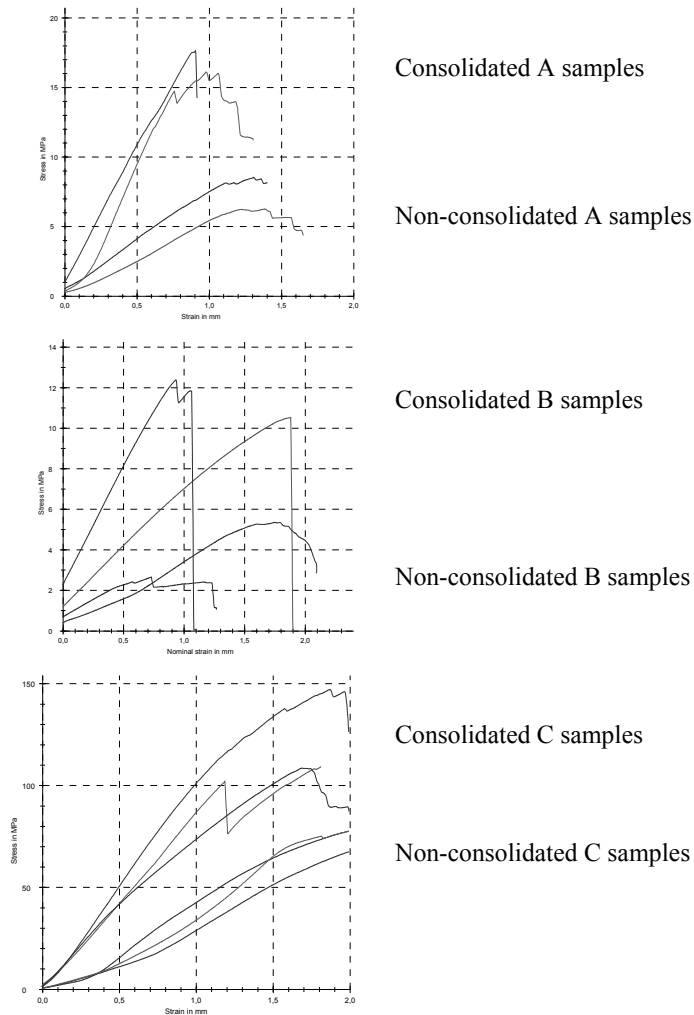 20
15
10
5
0
Stress in MPa
0,0 0,5 1,0 1,5 2,0
Strain in mm
Consolidated A samples
Non-consolidated A samples
14
12
10
8
6
4
2
0
Stress in MPa
0,0 0,5 1,0 1,5 2,0
Nominal strain in mm
Consolidated B samples
Non-consolidated B samples
150
100
50
0
Stress in MPa
0,0 0,5 1,0 1,5 2,0
Strain in mm
Consolidated C samples
Non-consolidated C samples